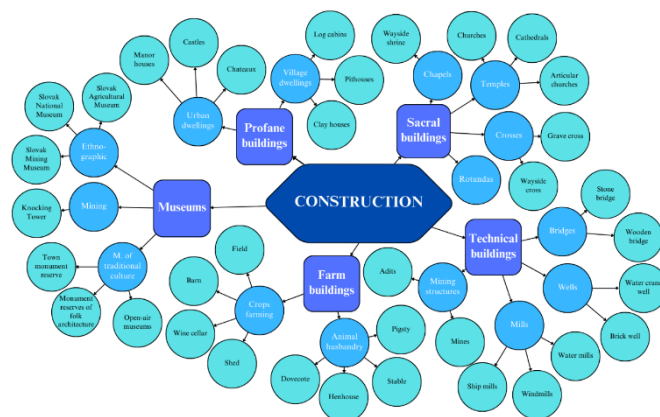 Log cabins
Castles
Wayside
shrine
Churches
Cathedrals
Manor
houses
Chateaux
Village
dwellings
Pithouses
Chapels
Temples
Articular
churches
Slovak
National
Museum
Slovak
Agricultural
Museum
Urban
dwellings
Profane
buildings
Clay houses
Sacral
buildings
Crosses
Grave cross
Ethno-
graphic
Slovak
Mining
Museum
Rotundas
Wayside
cross
Stone
bridge
Knocking
Tower
Mining
Museums
CONSTRUCTION
Technical
buildings
Bridges
Wooden
bridge
Town
monument
reserve
M. of
traditional
culture
Field
Farm
buildings
Adits
Mining
structures
Wells
Water crane
well
Monument
reserves of
folk
architecture
Open-air
museums
Barn
Crops
farming
Mills
Brick well
Wine cellar
Shed
Animal
husbandry
Pigsty
Mines
Water mills
Dovecote
Henhouse
Stable
Ship mills
Windmills